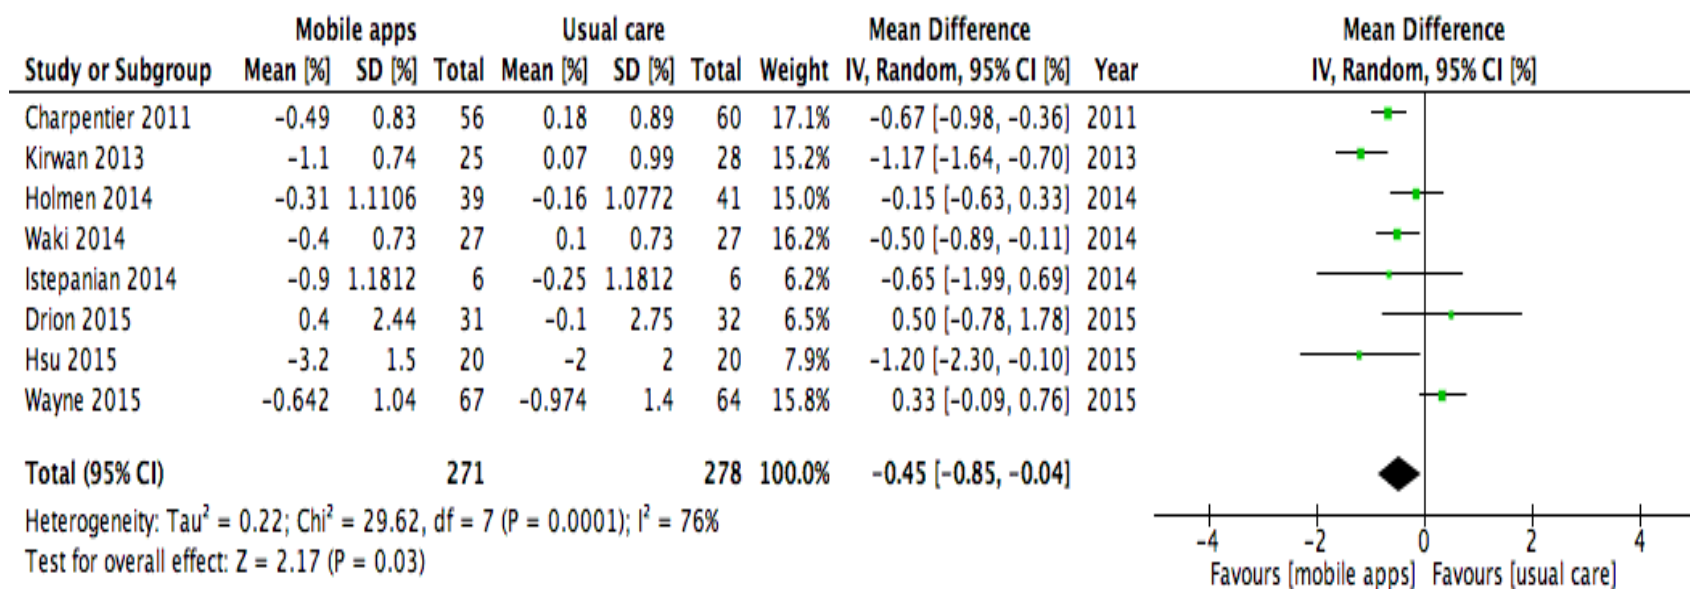 Mobile apps Usual care Mean Difference Mean Difference
Study or Subgroup Mean [%] SD [%] Total Mean [%] SD [%] Total Weight IV, Random, 95% CI [%] Year IV, Random, 95% CI [%]
Charpentier 2011 −0.49 0.83 56 0.18 0.89 60 17.1% −0.67 [−0.98, −0.36] 2011
Kirwan 2013 −1.1 0.74 25 0.07 0.99 28 15.2% −1.17 [−1.64, −0.70] 2013
Holmen 2014 −0.31 1.1106 39 −0.16 1.0772 41 15.0% −0.15 [−0.63, 0.33] 2014
Waki 2014 −0.4 0.73 27 0.1 0.73 27 16.2% −0.50 [−0.89, −0.11] 2014
Istepanian 2014 −0.9 1.1812 6 −0.25 1.1812 6 6.2% −0.65 [−1.99, 0.69] 2014
Drion 2015 0.4 2.44 31 −0.1 2.75 32 6.5% 0.50 [−0.78, 1.78] 2015
Hsu 2015 −3.2 1.5 20 −2 2 20 7.9% −1.20 [−2.30, −0.10] 2015
Wayne 2015 −0.642 1.04 67 −0.974 1.4 64 15.8% 0.33 [−0.09, 0.76] 2015
Total (95% CI) 271 278 100.0% −0.45 [−0.85, −0.04]
Heterogeneity: Tau² = 0.22; Chi² = 29.62, df = 7 (P = 0.0001); I² = 76%
Test for overall effect: Z = 2.17 (P = 0.03)
−4 −2 0 2 4
Favours [mobile apps] Favours [usual care]